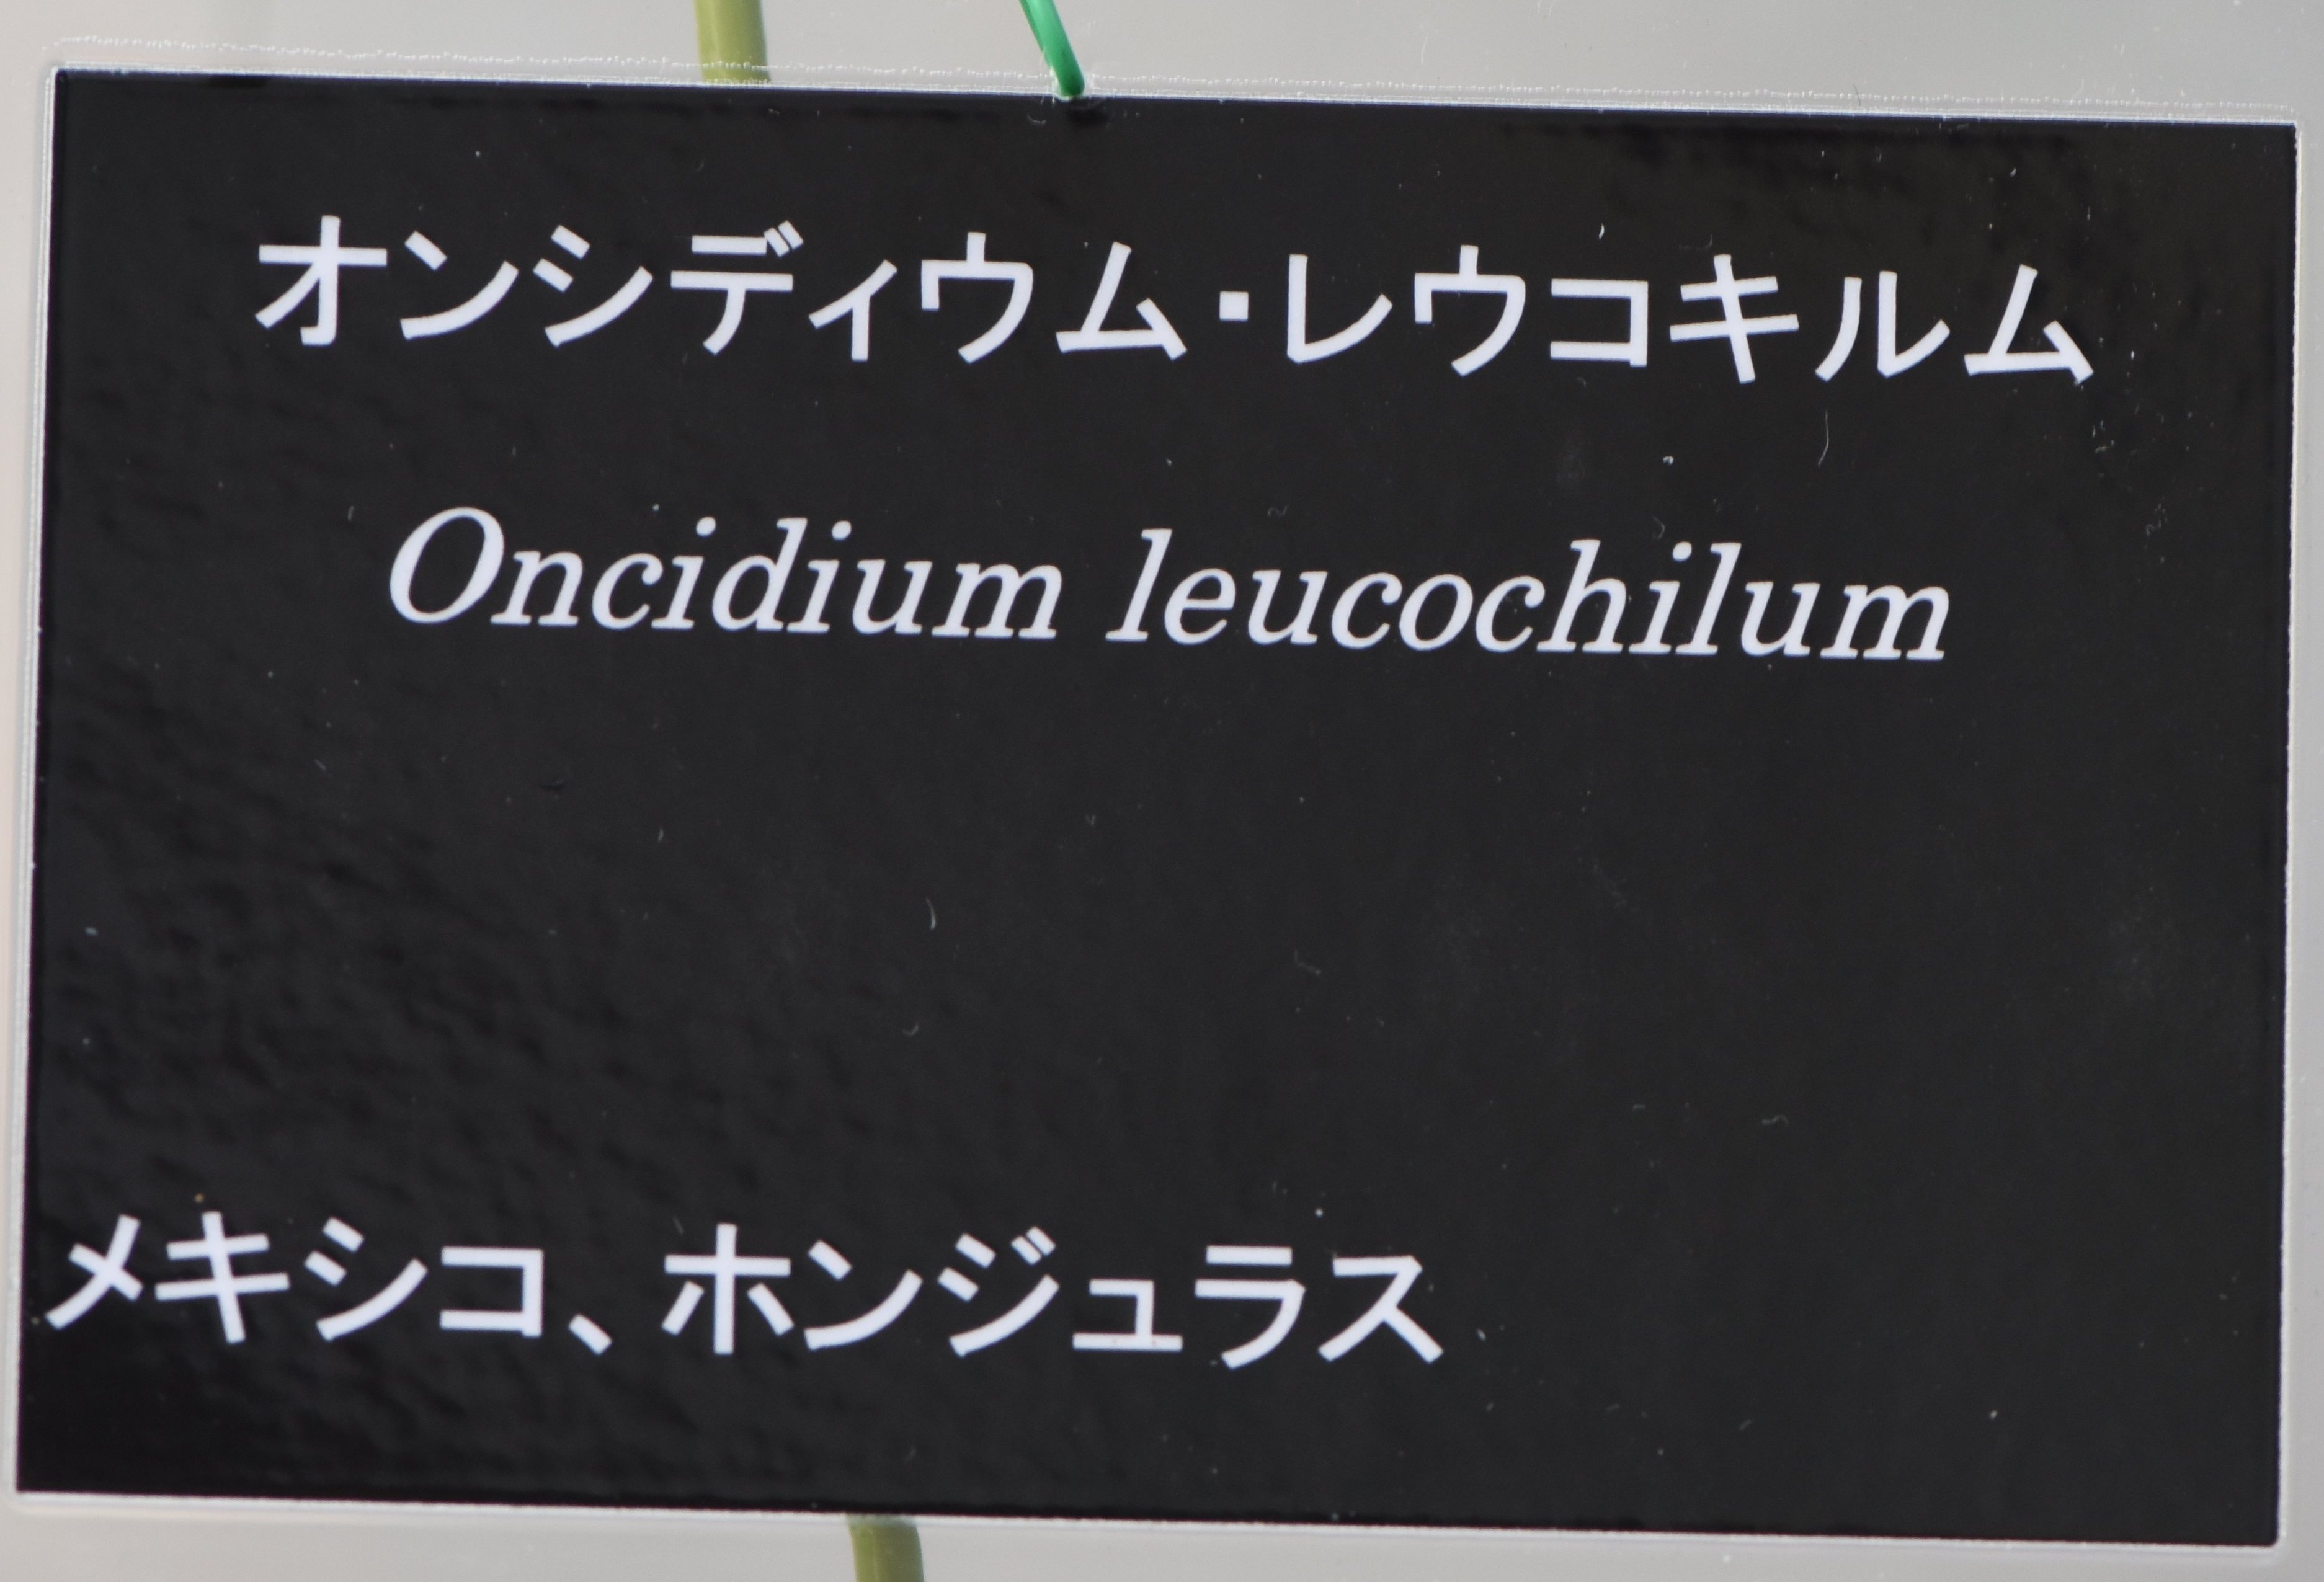 オンシディウム・レウコキルム
Oncidium leucochilum
メキシコ、ホンジュラス